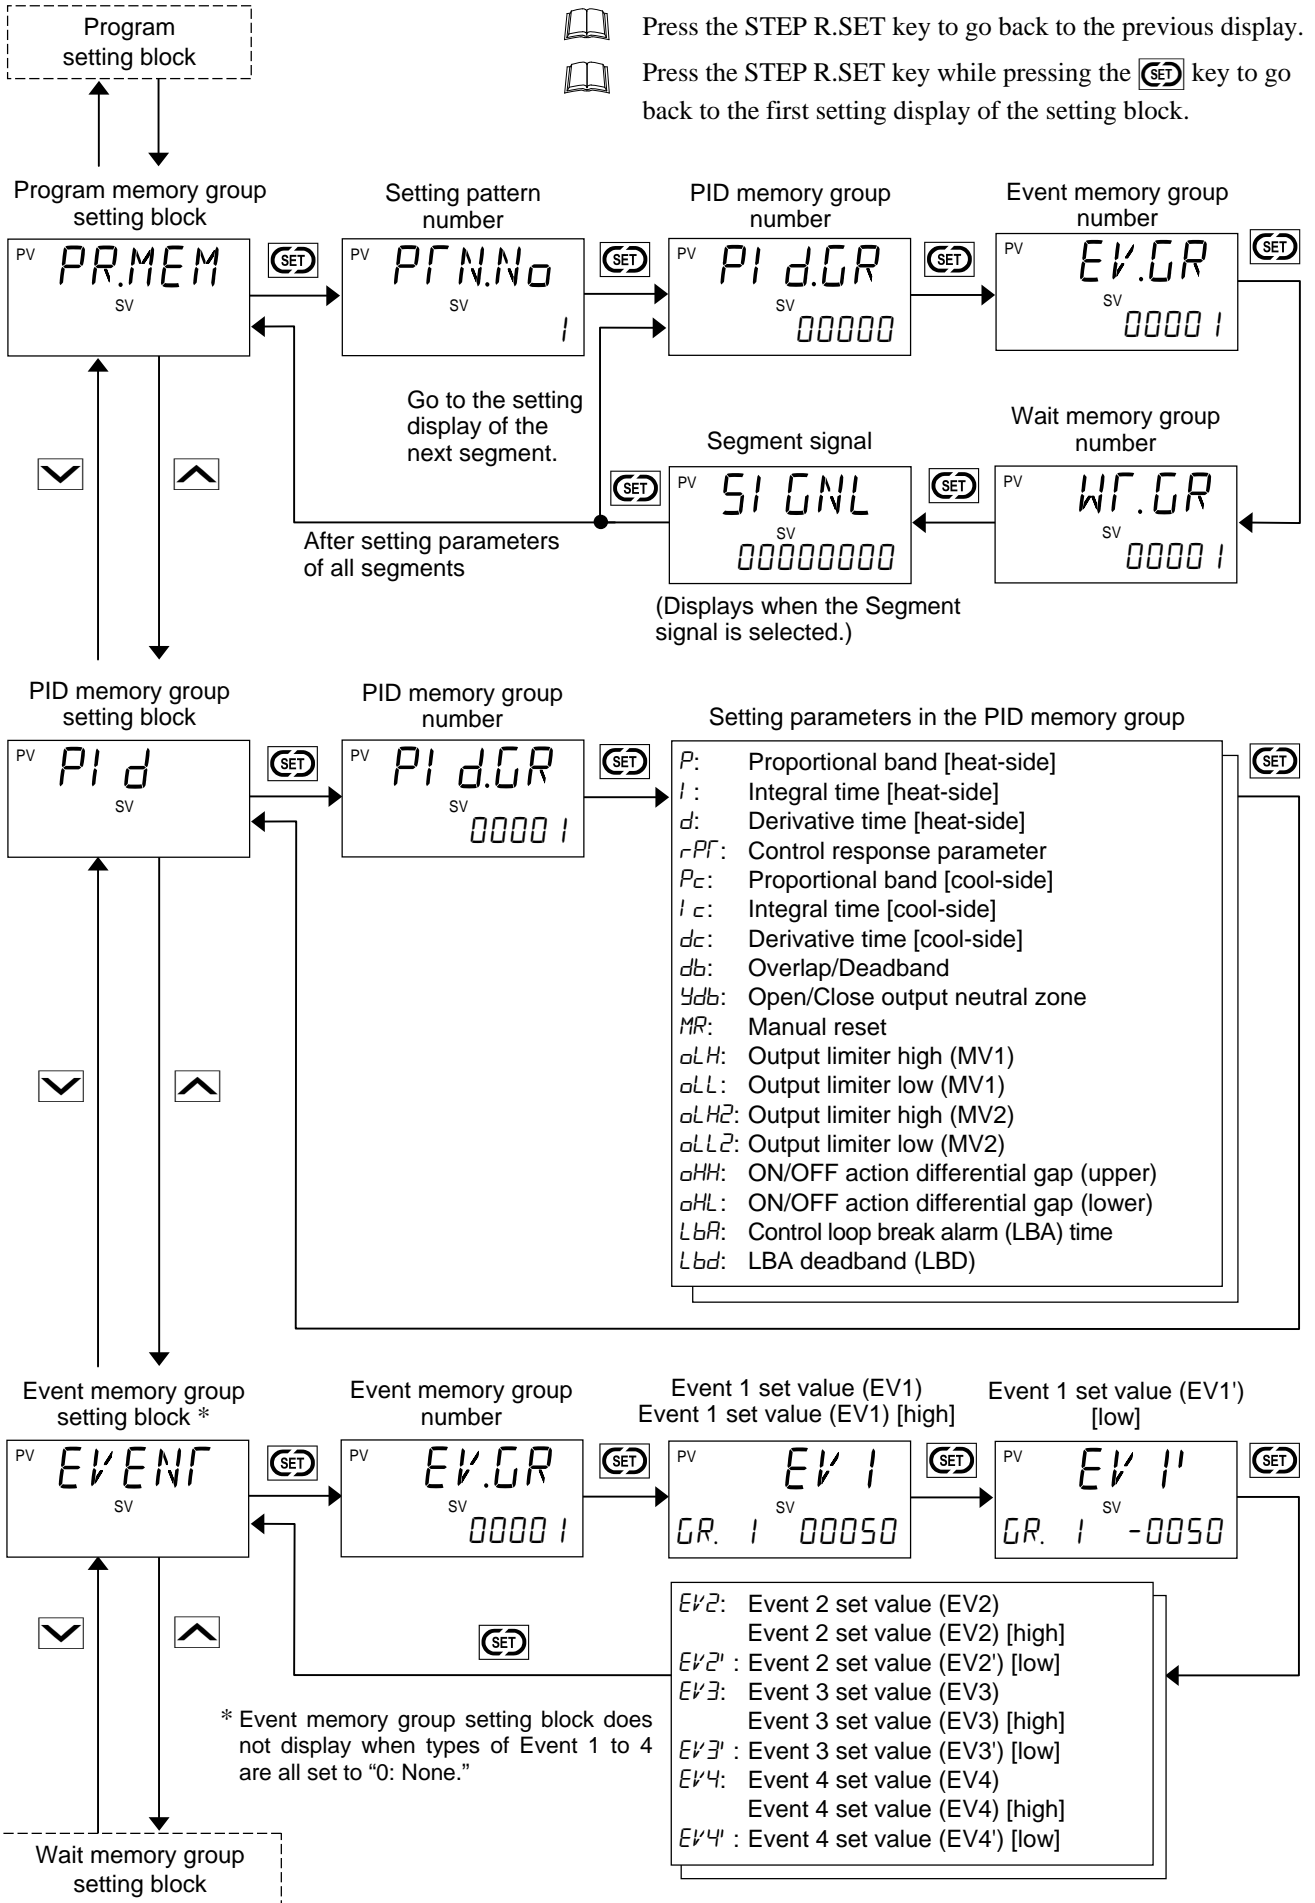 Program
setting block
Press the STEP R.SET key to go back to the previous display.
Press the STEP R.SET key while pressing the SET key to go
back to the first setting display of the setting block.
Program memory group
setting block
PV PR.MEM
SV
SET
Setting pattern
number
PV PTN.No
SV
1
SET
PID memory group
number
PV PId.GR
SV
00000
SET
Event memory group
number
PV EV.GR
SV
00001
SET
Go to the setting
display of the
next segment.
Segment signal
PV SIGNL
SV
00000000
SET
Wait memory group
number
PV WT.GR
SV
00001
SET
After setting parameters
of all segments
(Displays when the Segment
signal is selected.)
PID memory group
setting block
PV PId
SV
SET
PID memory group
number
PV PId.GR
SV
00001
SET
Setting parameters in the PID memory group
P: Proportional band [heat-side]
I: Integral time [heat-side]
d: Derivative time [heat-side]
rPT: Control response parameter
Pc: Proportional band [cool-side]
Ic: Integral time [cool-side]
dc: Derivative time [cool-side]
db: Overlap/Deadband
Ydb: Open/Close output neutral zone
MR: Manual reset
oLH: Output limiter high (MV1)
oLL: Output limiter low (MV1)
oLH2: Output limiter high (MV2)
oLL2: Output limiter low (MV2)
oHH: ON/OFF action differential gap (upper)
oHL: ON/OFF action differential gap (lower)
LbA: Control loop break alarm (LBA) time
Lbd: LBA deadband (LBD)
SET
Event memory group
setting block *
PV EVENT
SV
SET
Event memory group
number
PV EV.GR
SV
00001
SET
Event 1 set value (EV1)
Event 1 set value (EV1) [high]
PV EV1
SV
GR. 1 00050
SET
Event 1 set value (EV1')
[low]
PV EV1'
SV
GR. 1 -0050
SET
EV2: Event 2 set value (EV2)
Event 2 set value (EV2) [high]
EV2': Event 2 set value (EV2') [low]
EV3: Event 3 set value (EV3)
Event 3 set value (EV3) [high]
EV3': Event 3 set value (EV3') [low]
EV4: Event 4 set value (EV4)
Event 4 set value (EV4) [high]
EV4': Event 4 set value (EV4') [low]
SET
* Event memory group setting block does
not display when types of Event 1 to 4
are all set to “0: None.”
Wait memory group
setting block